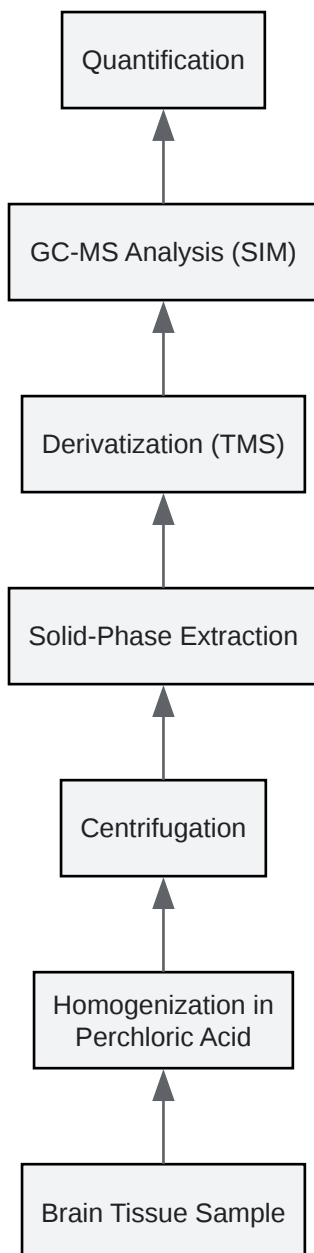 Quantification
GC-MS Analysis (SIM)
Derivatization (TMS)
Solid-Phase Extraction
Centrifugation
Homogenization in
Perchloric Acid
Brain Tissue Sample